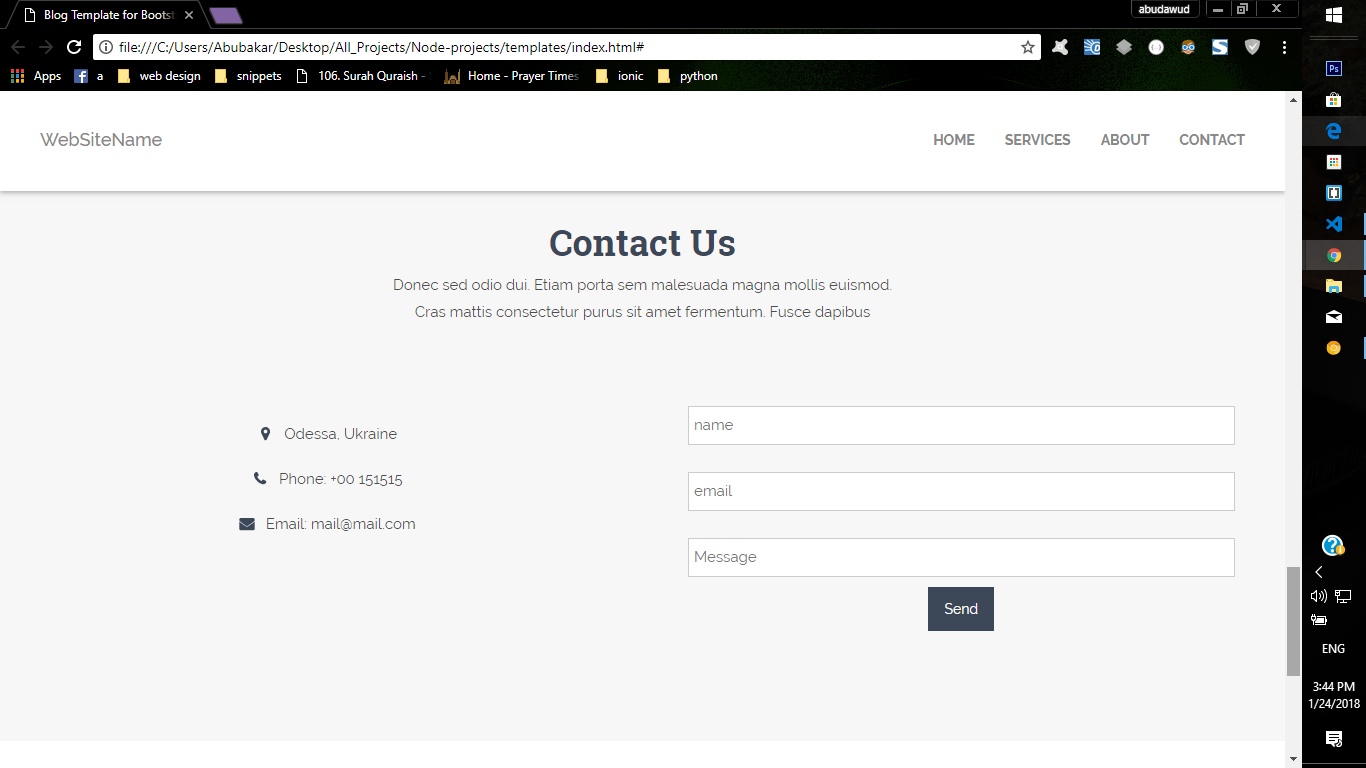 Blog Template for Bootst
abudawud
file:///C:/Users/Abubakar/Desktop/All_Projects/Node-projects/templates/index.html#
Apps a web design snippets 106. Surah Quraish - Home - Prayer Times ionic python
WebSiteName HOME SERVICES ABOUT CONTACT
Contact Us
Donec sed odio dui. Etiam porta sem malesuada magna mollis euismod.
Cras mattis consectetur purus sit amet fermentum. Fusce dapibus
Odessa, Ukraine
Phone: +00 151515
Email: mail@mail.com
name
email
Message
Send
Ps
ENG
3:44 PM
1/24/2018